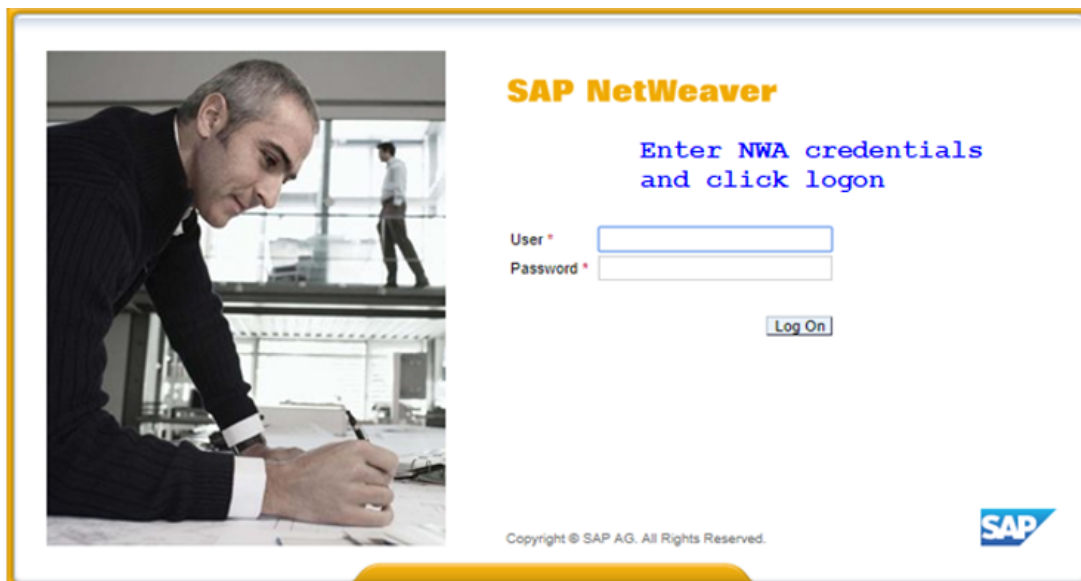 SAP NetWeaver
Enter NWA credentials
and click logon
User *
Password *
Log On
Copyright © SAP AG. All Rights Reserved.
SAP